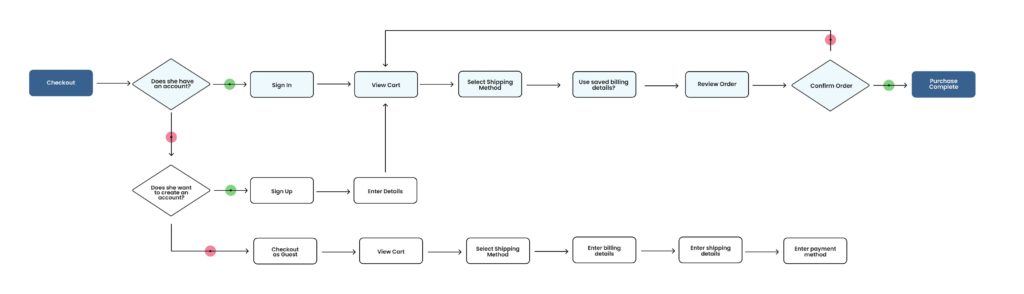 Checkout
Does she have
an account?
Sign In
View Cart
Select Shipping
Method
Use saved billing
details?
Review Order
Confirm Order
Purchase
Complete
Does she want
to create an
account?
Sign Up
Enter Details
Checkout
as Guest
View Cart
Select Shipping
Method
Enter billing
details
Enter shipping
details
Enter payment
method